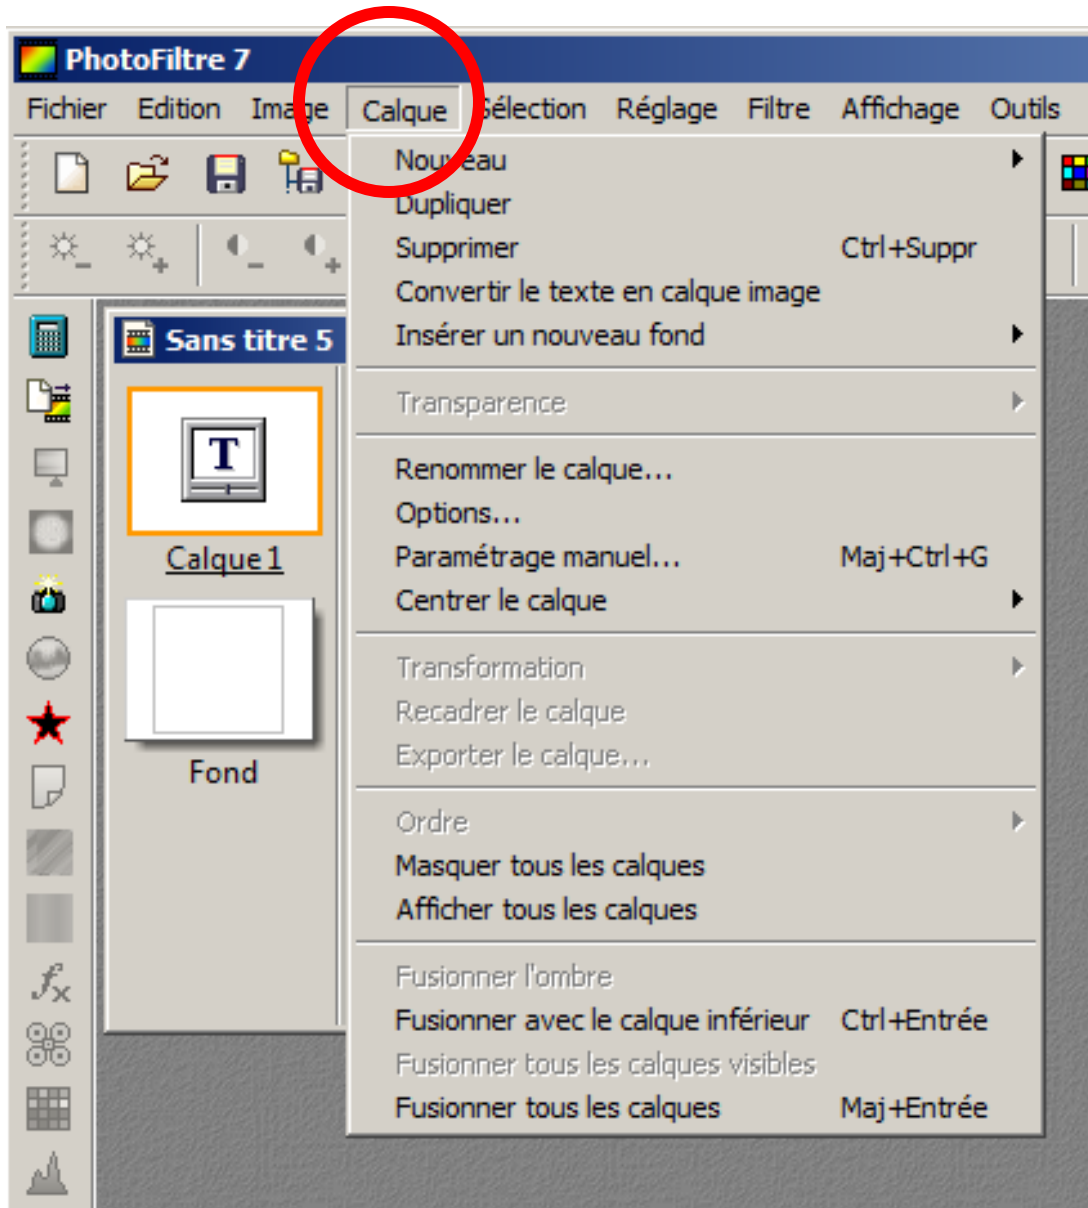 PhotoFiltre 7
Fichier Edition Image Calque Sélection Réglage Filtre Affichage Outils
Nouveau
Dupliquer
Supprimer Ctrl+Suppr
Convertir le texte en calque image
Insérer un nouveau fond
Sans titre 5
Transparence
T
Renommer le calque...
Options...
Calque 1
Paramétrage manuel... Maj+Ctrl+G
Centrer le calque
Transformation
Recadrer le calque
Exporter le calque...
Fond
Ordre
Masquer tous les calques
Afficher tous les calques
Fusionner l'ombre
fx
Fusionner avec le calque inférieur Ctrl+Entrée
Fusionner tous les calques visibles
Fusionner tous les calques Maj+Entrée